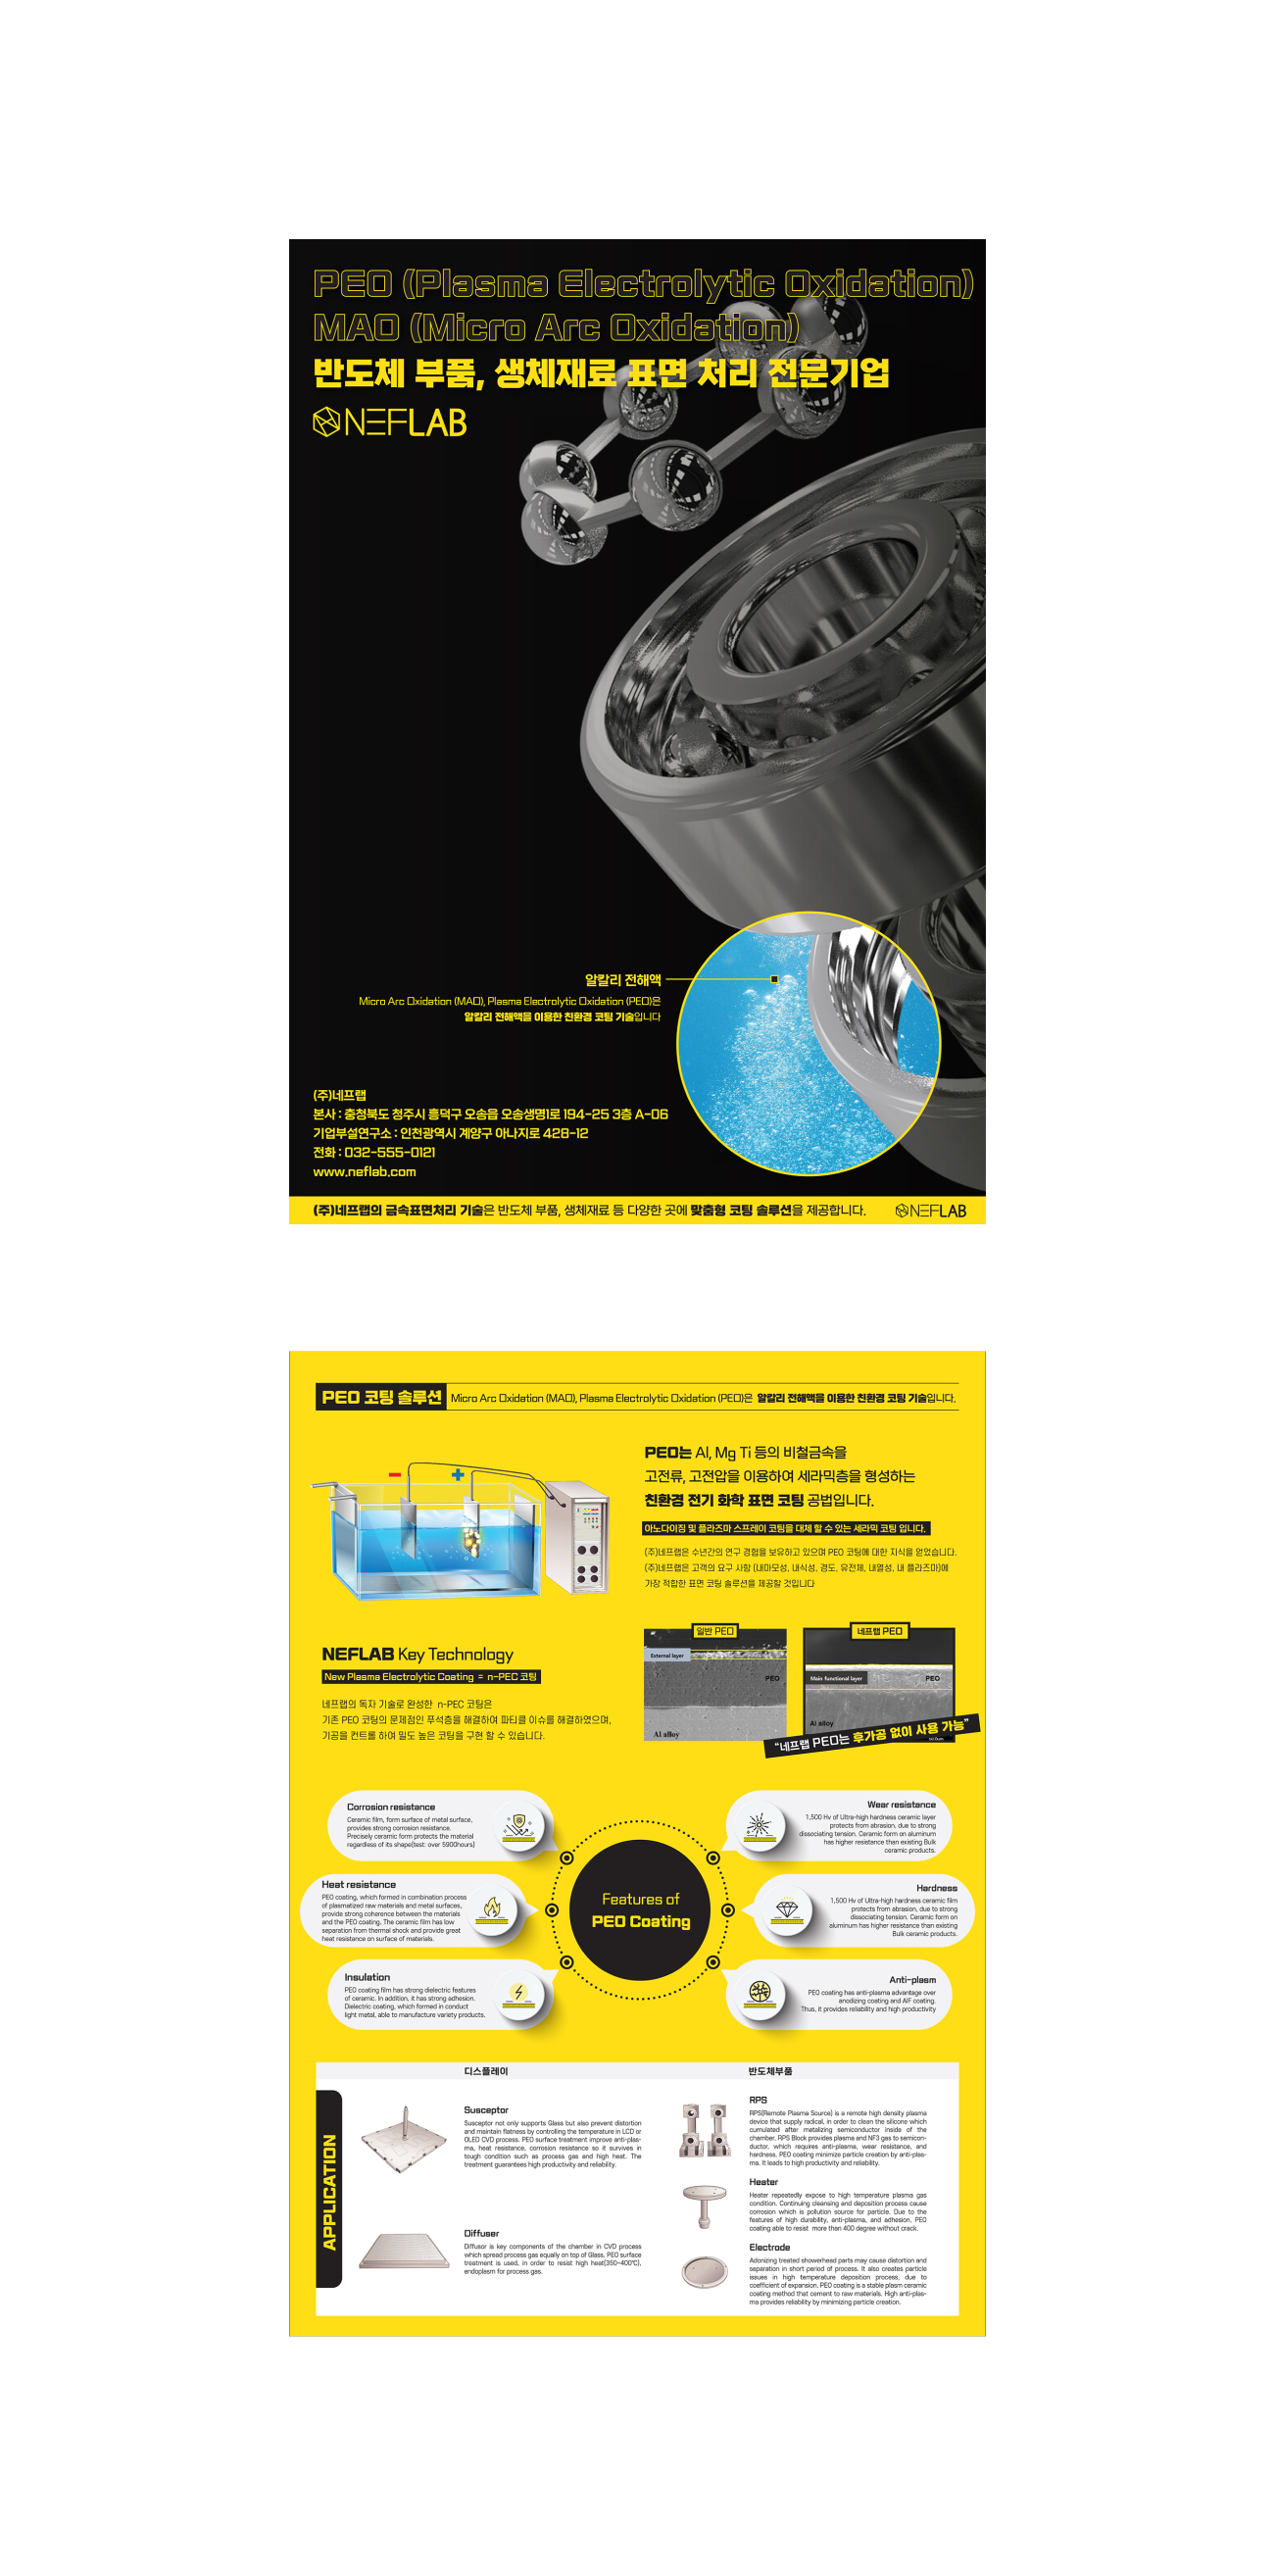 PEO (Plasma Electrolytic Oxidation)
MAO (Micro Arc Oxidation)
반도체 부품, 생체재료 표면 처리 전문기업
NEFLAB
알칼리 전해액
Micro Arc Oxidation (MAO), Plasma Electrolytic Oxidation (PEO)은
알칼리 전해액을 이용한 친환경 코팅 기술입니다
(주)네프랩
본사 : 충청북도 청주시 흥덕구 오송읍 오송생명1로 194-25 3층 A-06
기업부설연구소 : 인천광역시 계양구 아나지로 428-12
전화 : 032-555-0121
www.neflab.com
(주)네프랩의 금속표면처리 기술은 반도체 부품, 생체재료 등 다양한 곳에 맞춤형 코팅 솔루션을 제공합니다.
NEFLAB
PEO 코팅 솔루션 Micro Arc Oxidation (MAO), Plasma Electrolytic Oxidation (PEO)은 알칼리 전해액을 이용한 친환경 코팅 기술입니다.
PEO는 Al, Mg Ti 등의 비철금속을
고전류, 고전압을 이용하여 세라믹층을 형성하는
친환경 전기 화학 표면 코팅 공법입니다.
아노다이징 및 플라즈마 스프레이 코팅을 대체 할 수 있는 세라믹 코팅 입니다.
(주)네프랩은 수년간의 연구 경험을 보유하고 있으며 PEO 코팅에 대한 지식을 얻었습니다.
(주)네프랩은 고객의 요구 사항 (내마모성, 내식성, 경도, 유전체, 내열성, 내 플라즈마)에
가장 적합한 표면 코팅 솔루션을 제공할 것입니다
NEFLAB Key Technology
New Plasma Electrolytic Coating = n-PEC 코팅
네프랩의 독자 기술로 완성한 n-PEC 코팅은
기존 PEO 코팅의 문제점인 푸석층을 해결하여 파티클 이슈를 해결하였으며,
기공을 컨트롤 하여 밀도 높은 코팅을 구현 할 수 있습니다.
일반 PEO
External layer
PEO
Al alloy
네프랩 PEO
Main functional layer
PEO
Al alloy
“네프랩 PEO는 후가공 없이 사용 가능”
Corrosion resistance
Ceramic film, form surface of metal surface,
provides strong corrosion resistance.
Precisely ceramic form protects the material
regardless of its shape(test: over 5900hours)
Heat resistance
PEO coating, which formed in combination process
of plasmatized raw materials and metal surfaces,
provide strong coherence between the materials
and the PEO coating. The ceramic film has low
separation from thermal shock and provide great
heat resistance on surface of materials.
Insulation
PEO coating film has strong dielectric features
of ceramic. In addition, it has strong adhesion.
Dielectric coating, which formed in conduct
light metal, able to manufacture variety products.
Features of
PEO Coating
Wear resistance
1,500 Hv of Ultra-high hardness ceramic layer
protects from abrasion, due to strong
dissociating tension. Ceramic form on aluminum
has higher resistance than existing Bulk
ceramic products.
Hardness
1,500 Hv of Ultra-high hardness ceramic film
protects from abrasion, due to strong
dissociating tension. Ceramic form on
aluminum has higher resistance than existing
Bulk ceramic products.
Anti-plasm
PEO coating has anti-plasma advantage over
anodizing coating and AlF coating.
Thus, it provides reliability and high productivity
APPLICATION
디스플레이
Susceptor
Susceptor not only supports Glass but also prevent distortion
and maintain flatness by controlling the temperature in LCD or
OLED CVD process. PEO surface treatment improve anti-plas-
ma, heat resistance, corrosion resistance so it survives in
tough condition such as process gas and high heat. The
treatment guarantees high productivity and reliability.
Diffuser
Diffusor is key components of the chamber in CVD process
which spread process gas equally on top of Glass. PEO surface
treatment is used, in order to resist high heat(350~400℃),
endoplasm for process gas.
반도체부품
RPS
RPS(Remote Plasma Source) is a remote high density plasma
device that supply radical, in order to clean the silicone which
cumulated after metalizing semiconductor inside of the
chamber. RPS Block provides plasma and NF3 gas to semicon-
ductor, which requires anti-plasma, wear resistance, and
hardness. PEO coating minimize particle creation by anti-plas-
ma. It leads to high productivity and reliability.
Heater
Heater repeatedly expose to high temperature plasma gas
condition. Continuing cleansing and deposition process cause
corrosion which is pollution source for particle. Due to the
features of high durability, anti-plasma, and adhesion, PEO
coating able to resist more than 400 degree without crack.
Electrode
Adonizing treated showerhead parts may cause distortion and
separation in short period of process. It also creates particle
issues in high temperature deposition process, due to
coefficient of expansion. PEO coating is a stable plasm ceramic
coating method that cement to raw materials. High anti-plas-
ma provides reliability by minimizing particle creation.